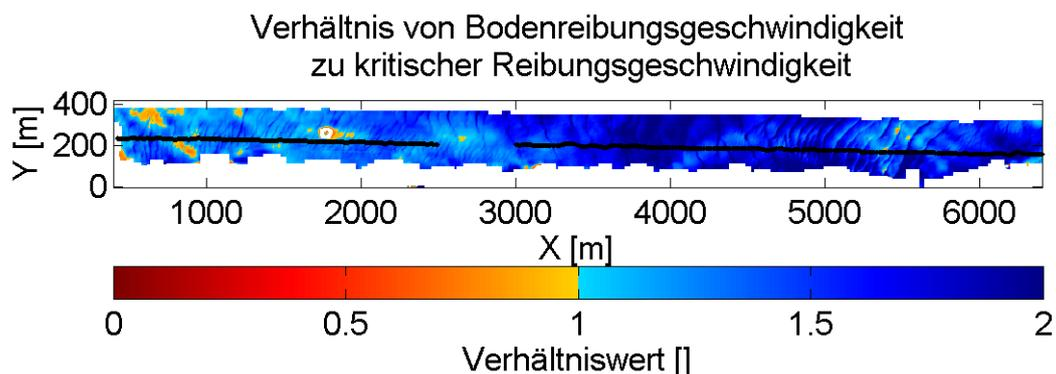 Verhältnis von Bodenreibungsgeschwindigkeit
zu kritischer Reibungsgeschwindigkeit
400
200
0
Y [m]
1000 2000 3000 4000 5000 6000
X [m]
0 0.5 1 1.5 2
Verhältniswert []